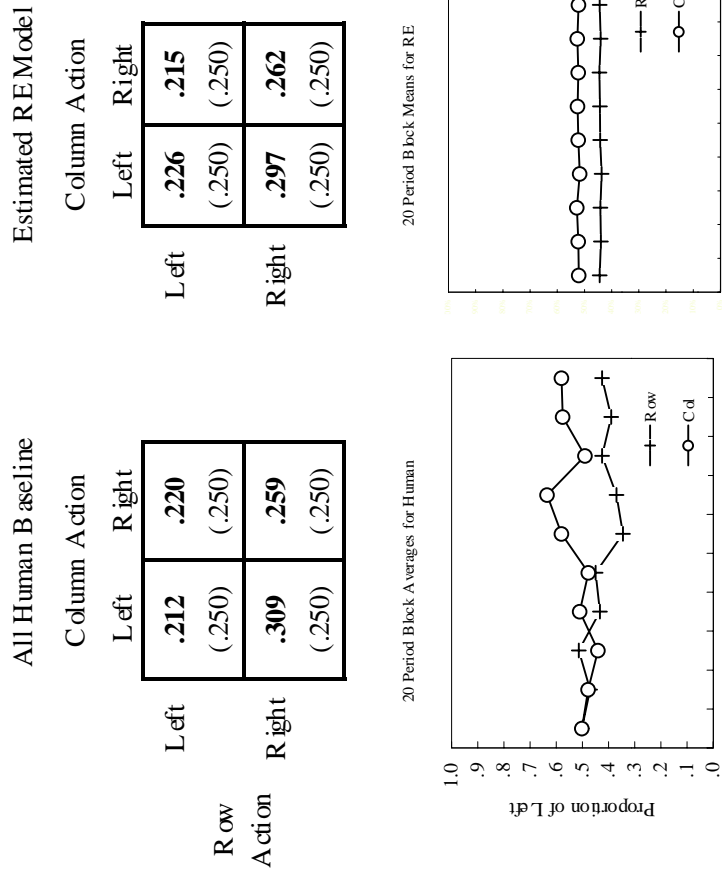 All Human Baseline
Column Action
Left Right
Row Action
Left .212 .220
(.250) (.250)
Right .309 .259
(.250) (.250)
20 Period Block Averages for Human
Proportion of Left
1.0
.9
.8
.7
.6
.5
.4
.3
.2
.1
.0
Row
Col
Estimated RE Model
Column Action
Left Right
Left .226 .215
(.250) (.250)
Right .297 .262
(.250) (.250)
20 Period Block Means for RE
R
C